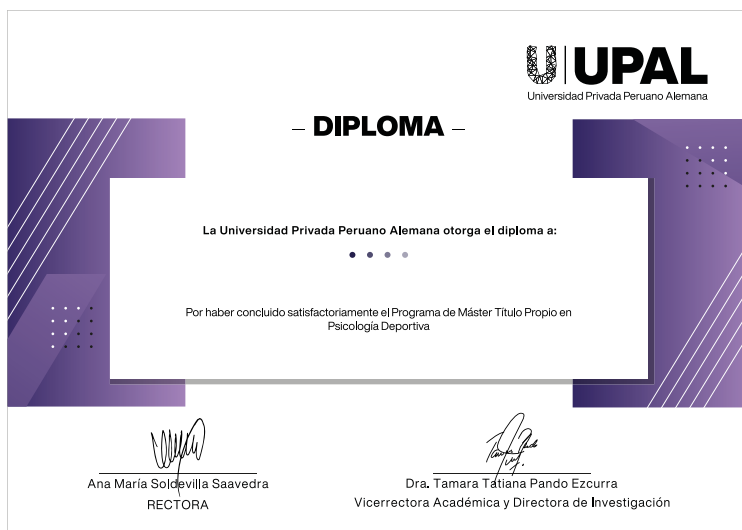 UPAL
Universidad Privada Peruano Alemana
– DIPLOMA –
La Universidad Privada Peruano Alemana otorga el diploma a:
Por haber concluido satisfactoriamente el Programa de Máster Título Propio en
Psicología Deportiva
Ana María Soldevilla Saavedra
RECTORA
Dra. Tamara Tatiana Pando Ezcurra
Vicerrectora Académica y Directora de Investigación